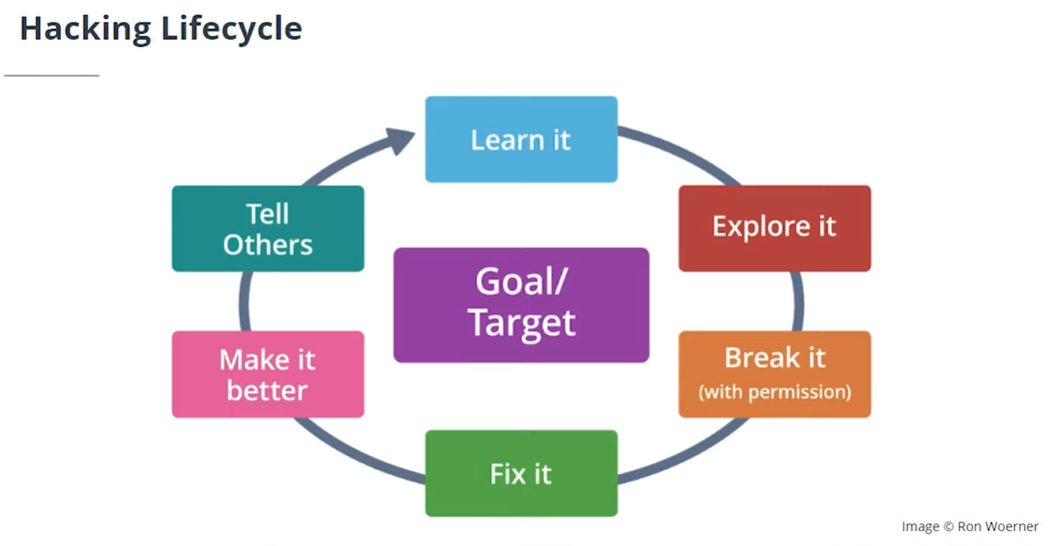 Hacking Lifecycle
Learn it
Explore it
Break it
(with permission)
Fix it
Make it
better
Tell
Others
Goal/
Target
Image © Ron Woerner